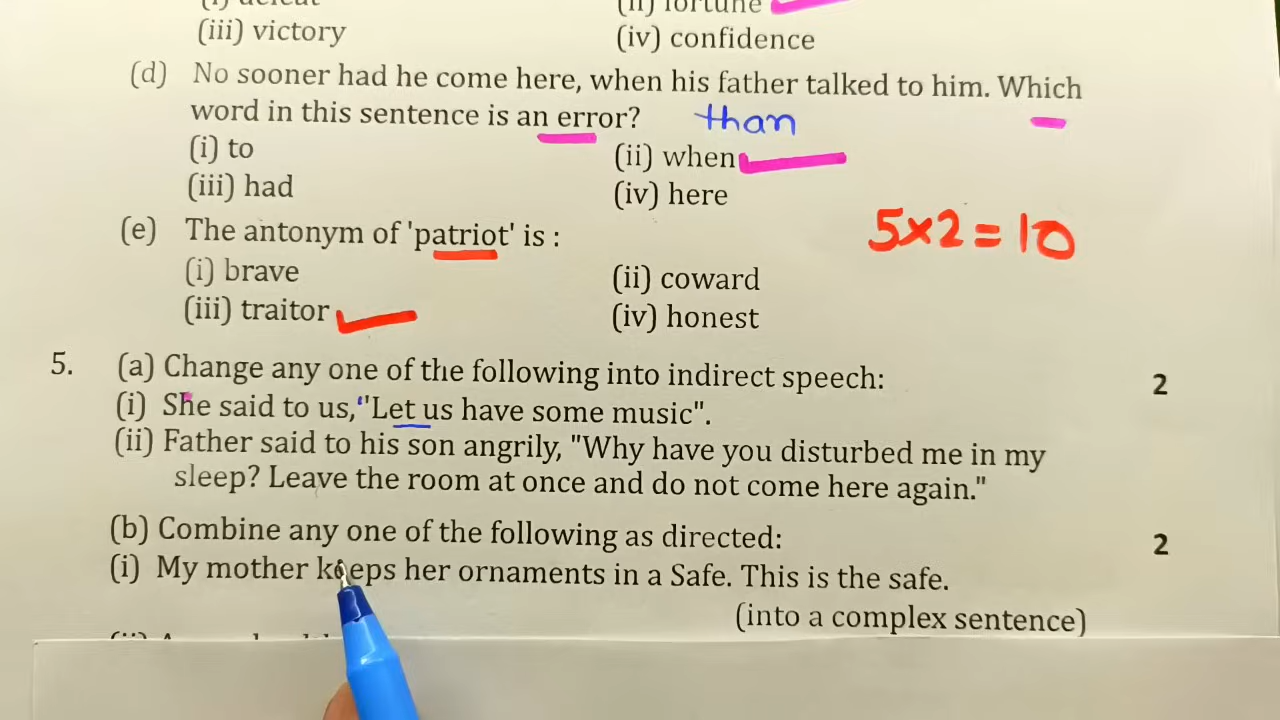 (ii) fortune
(iii) victory
(iv) confidence
(d) No sooner had he come here, when his father talked to him. Which
word in this sentence is an error? than
(i) to
(ii) when
(iii) had
(iv) here
(e) The antonym of 'patriot' is :
5×2=10
(i) brave
(ii) coward
(iii) traitor
(iv) honest
5. (a) Change any one of the following into indirect speech: 2
(i) She said to us, "Let us have some music".
(ii) Father said to his son angrily, "Why have you disturbed me in my
sleep? Leave the room at once and do not come here again."
(b) Combine any one of the following as directed: 2
(i) My mother keeps her ornaments in a Safe. This is the safe.
(into a complex sentence)